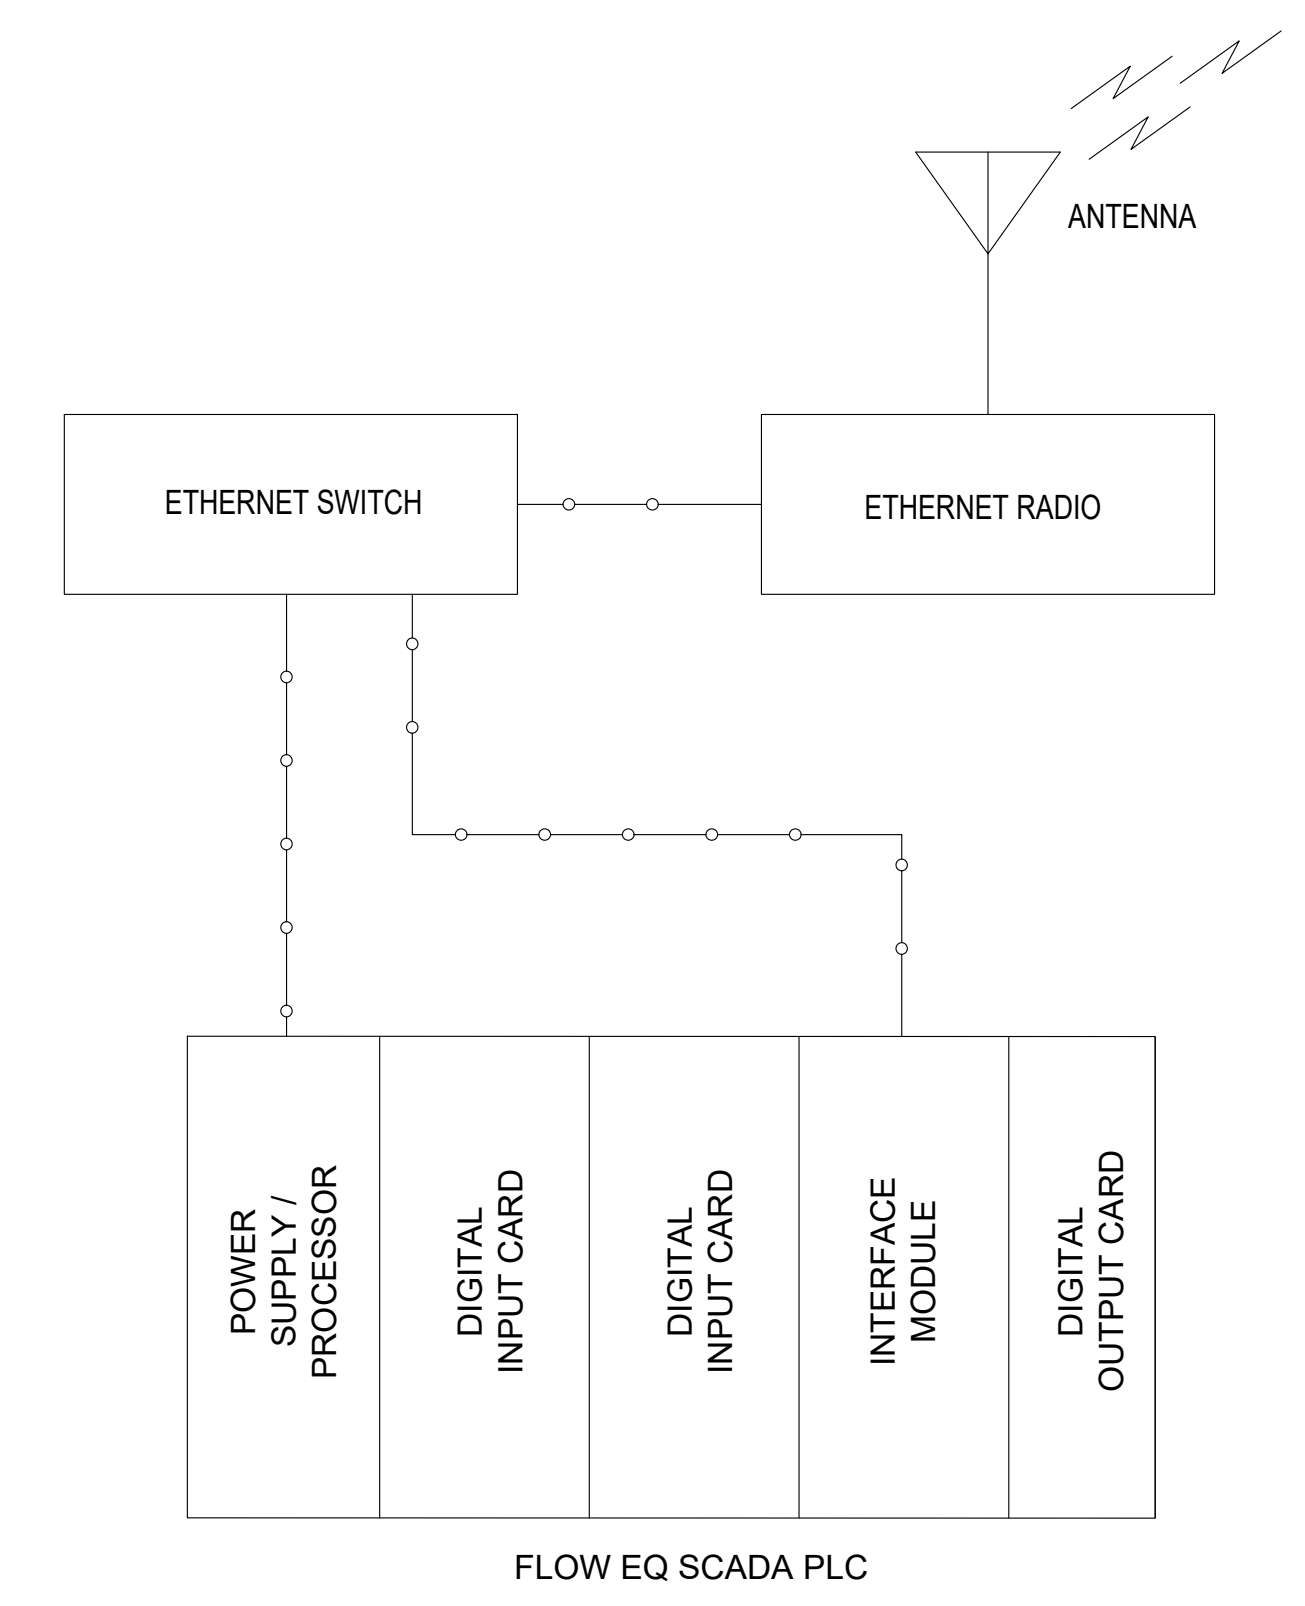 ANTENNA
ETHERNET SWITCH
ETHERNET RADIO
POWER
SUPPLY /
PROCESSOR
DIGITAL
INPUT CARD
DIGITAL
INPUT CARD
INTERFACE
MODULE
DIGITAL
OUTPUT CARD
FLOW EQ SCADA PLC